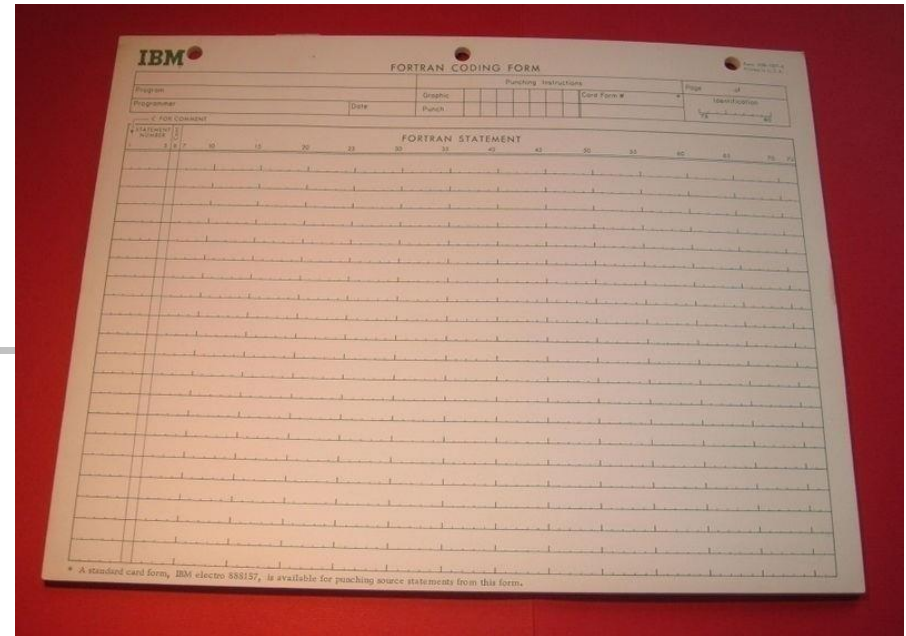 IBM
FORTRAN CODING FORM
Printed in U.S.A.
Program
Punching Instructions
Page of
Graphic
Card Form #
*
Identification
Programmer
Date
Punch
73 80
C FOR COMMENT
STATEMENT NUMBER
FORTRAN STATEMENT
1 5 6 7 10 15 20 25 30 35 40 45 50 55 60 65 70 72
* A standard card form, IBM electro 888157, is available for punching source statements from this form.